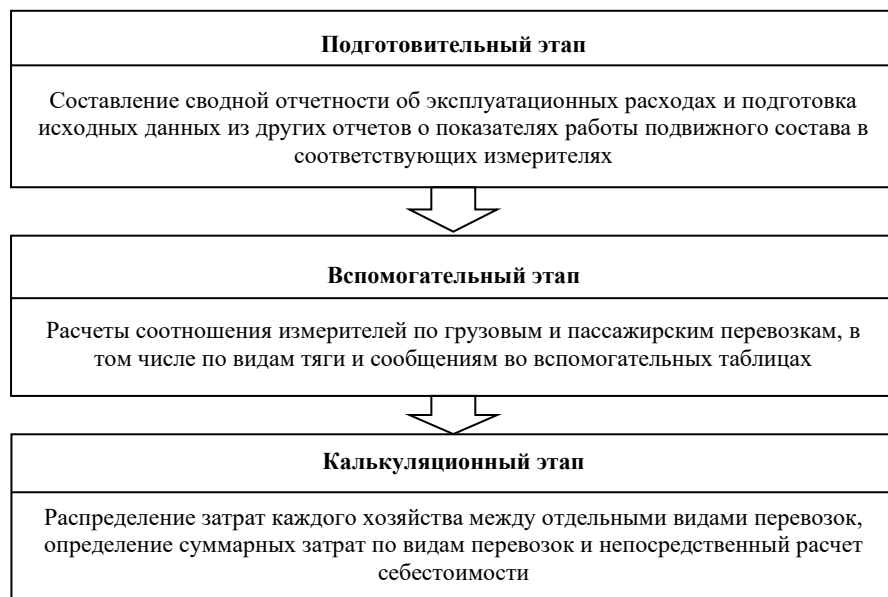 Подготовительный этап
Составление сводной отчетности об эксплуатационных расходах и подготовка
исходных данных из других отчетов о показателях работы подвижного состава в
соответствующих измерителях
Вспомогательный этап
Расчеты соотношения измерителей по грузовым и пассажирским перевозкам, в
том числе по видам тяги и сообщениям во вспомогательных таблицах
Калькуляционный этап
Распределение затрат каждого хозяйства между отдельными видами перевозок,
определение суммарных затрат по видам перевозок и непосредственный расчет
себестоимости